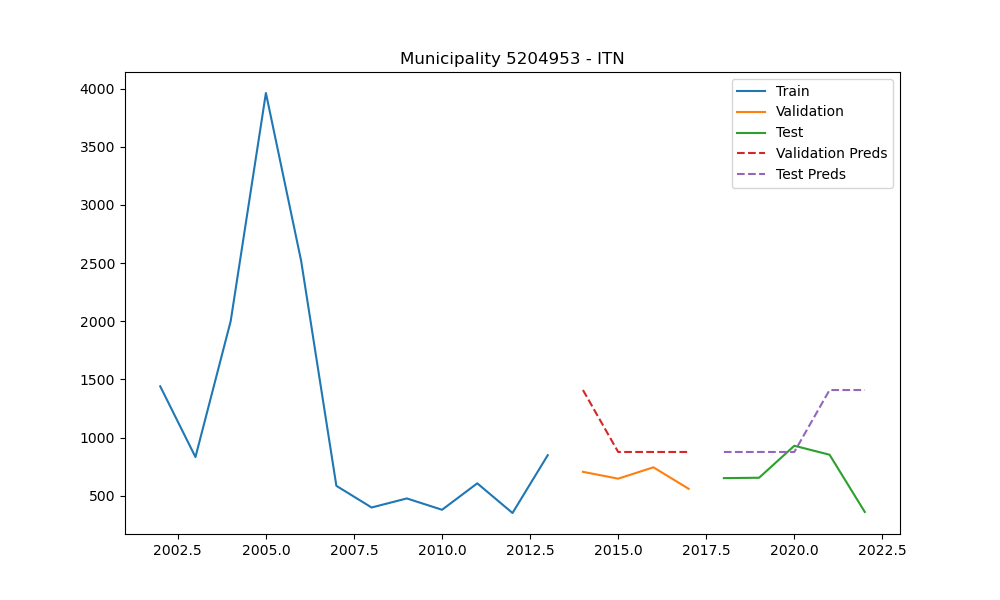 Municipality 5204953 - ITN
4000
3500
3000
2500
2000
1500
1000
500
2002.5 2005.0 2007.5 2010.0 2012.5 2015.0 2017.5 2020.0 2022.5
Train
Validation
Test
Validation Preds
Test Preds